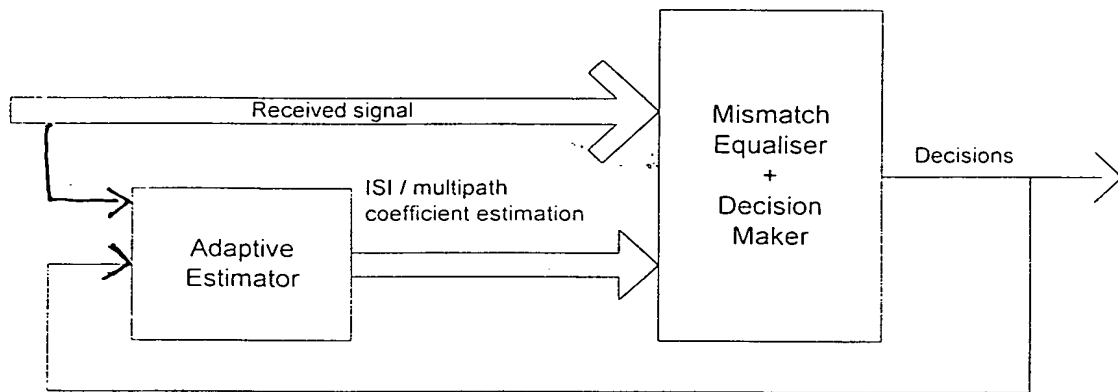 Received signal
Mismatch
Equaliser
+
Decision
Maker
Decisions
ISI / multipath
coefficient estimation
Adaptive
Estimator